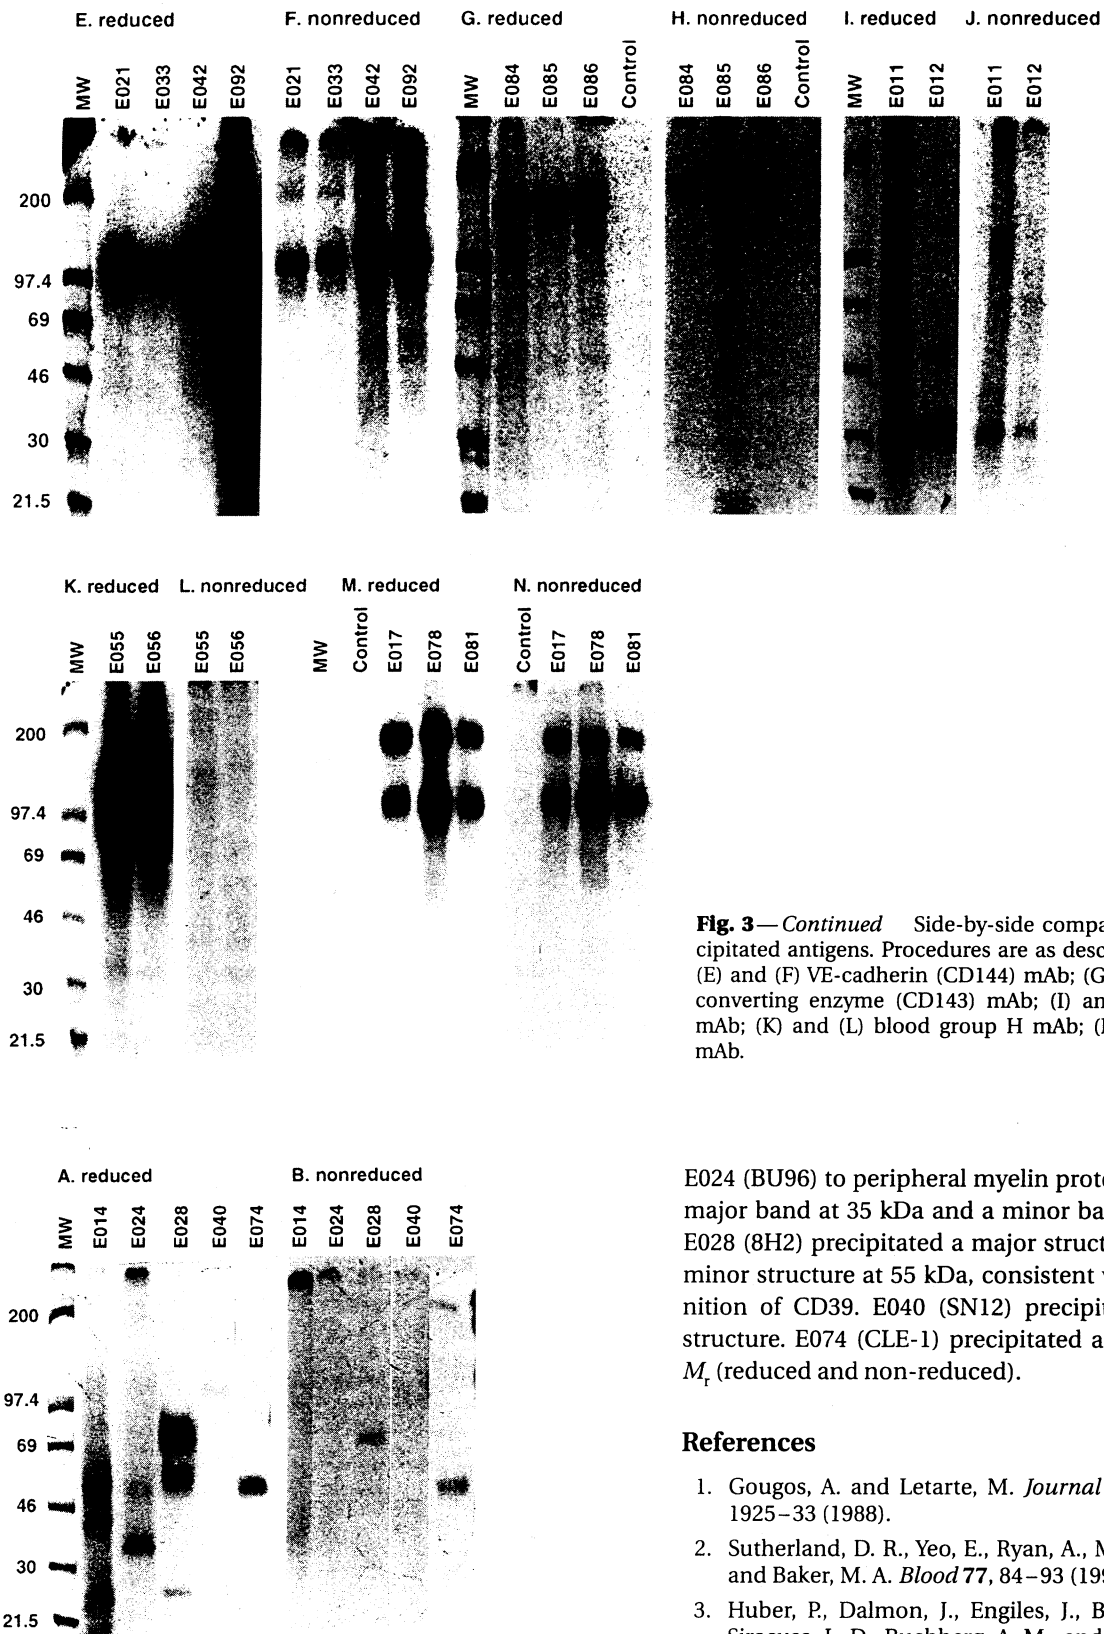 E. reduced
F. nonreduced
G. reduced
H. nonreduced
I. reduced
J. nonreduced
MW E021 E033 E042 E092
E021 E033 E042 E092
MW E084 E085 E086 Control
E084 E085 E086 Control
MW E011 E012
E011 E012
200
97.4
69
46
30
21.5
K. reduced
L. nonreduced
M. reduced
N. nonreduced
MW E055 E056
E055 E056
MW Control E017 E078 E081
Control E017 E078 E081
200
97.4
69
46
30
21.5
Fig. 3—Continued Side-by-side compa
cipitated antigens. Procedures are as desc
(E) and (F) VE-cadherin (CD144) mAb; (G
converting enzyme (CD143) mAb; (I) an
mAb; (K) and (L) blood group H mAb; (
mAb.
A. reduced
B. nonreduced
MW E014 E024 E028 E040 E074
E014 E024 E028 E040 E074
200
97.4
69
46
30
21.5
E024 (BU96) to peripheral myelin prote
major band at 35 kDa and a minor ba
E028 (8H2) precipitated a major struct
minor structure at 55 kDa, consistent
nition of CD39. E040 (SN12) precipit
structure. E074 (CLE-1) precipitated a
Mr (reduced and non-reduced).
References
1. Gougos, A. and Letarte, M. Journal
1925–33 (1988).
2. Sutherland, D. R., Yeo, E., Ryan, A., M
and Baker, M. A. Blood 77, 84–93 (199
3. Huber, P., Dalmon, J., Engiles, J., B